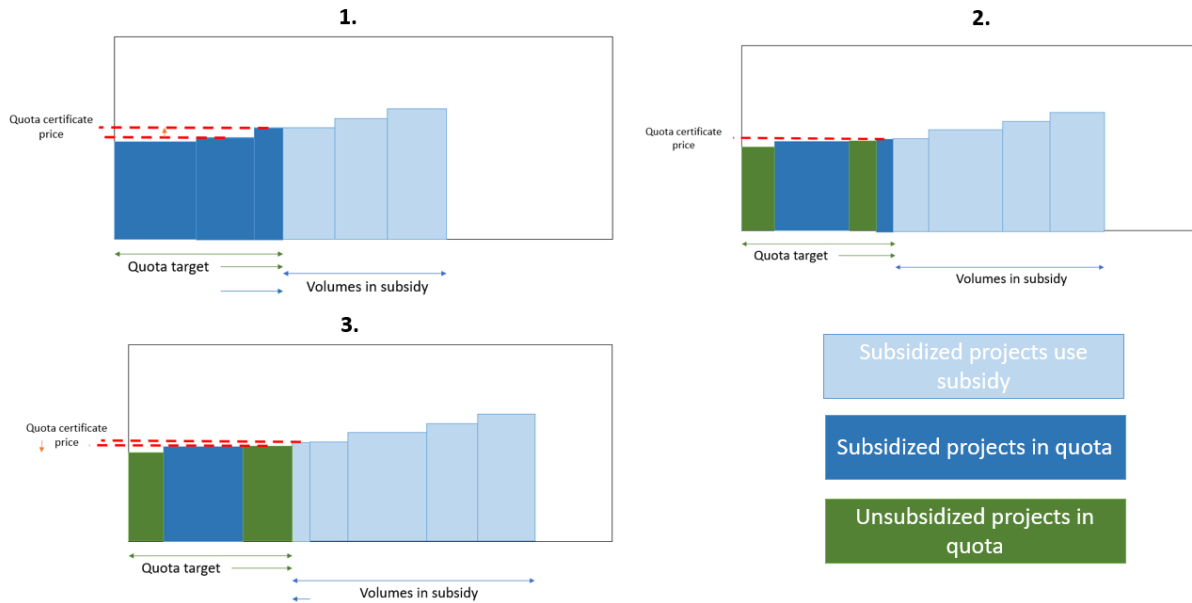 1.
Quota certificate
price
Quota target
Volumes in subsidy
2.
Quota certificate
price
Quota target
Volumes in subsidy
3.
Quota certificate
price
Quota target
Volumes in subsidy
Subsidized projects use
subsidy
Subsidized projects in quota
Unsubsidized projects in
quota